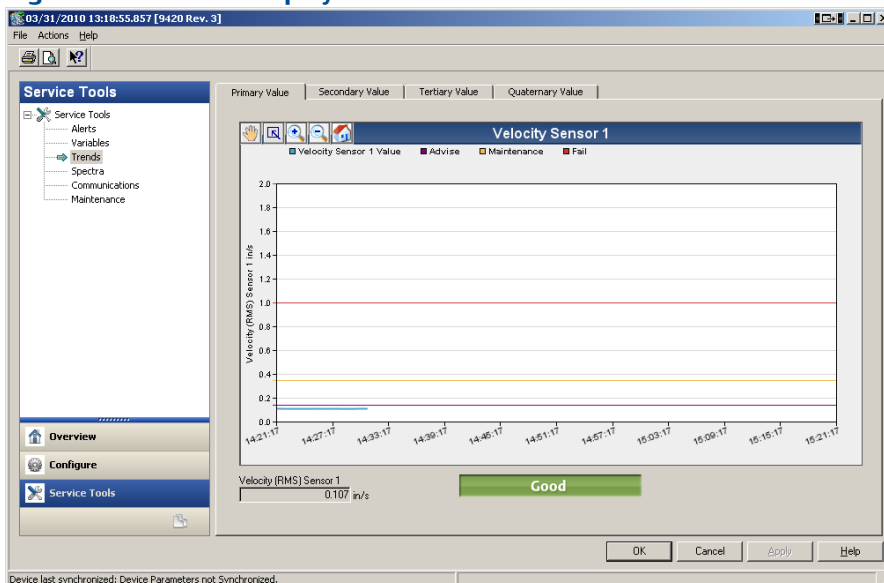 03/31/2010 13:18:55.857 [9420 Rev. 3]
File Actions Help
Service Tools
Service Tools
Alerts
Variables
Trends
Spectra
Communications
Maintenance
Overview
Configure
Service Tools
Primary Value Secondary Value Tertiary Value Quaternary Value
Velocity Sensor 1
Velocity Sensor 1 Value Advise Maintenance Fail
Velocity (RMS) Sensor 1 in/s
2.0
1.8
1.6
1.4
1.2
1.0
0.8
0.6
0.4
0.2
0.0
14:21:17 14:27:17 14:33:17 14:39:17 14:45:17 14:51:17 14:57:17 15:03:17 15:09:17 15:15:17 15:21:17
Velocity (RMS) Sensor 1
0.107 in/s
Good
OK Cancel Apply Help
Device last synchronized: Device Parameters not Synchronized.